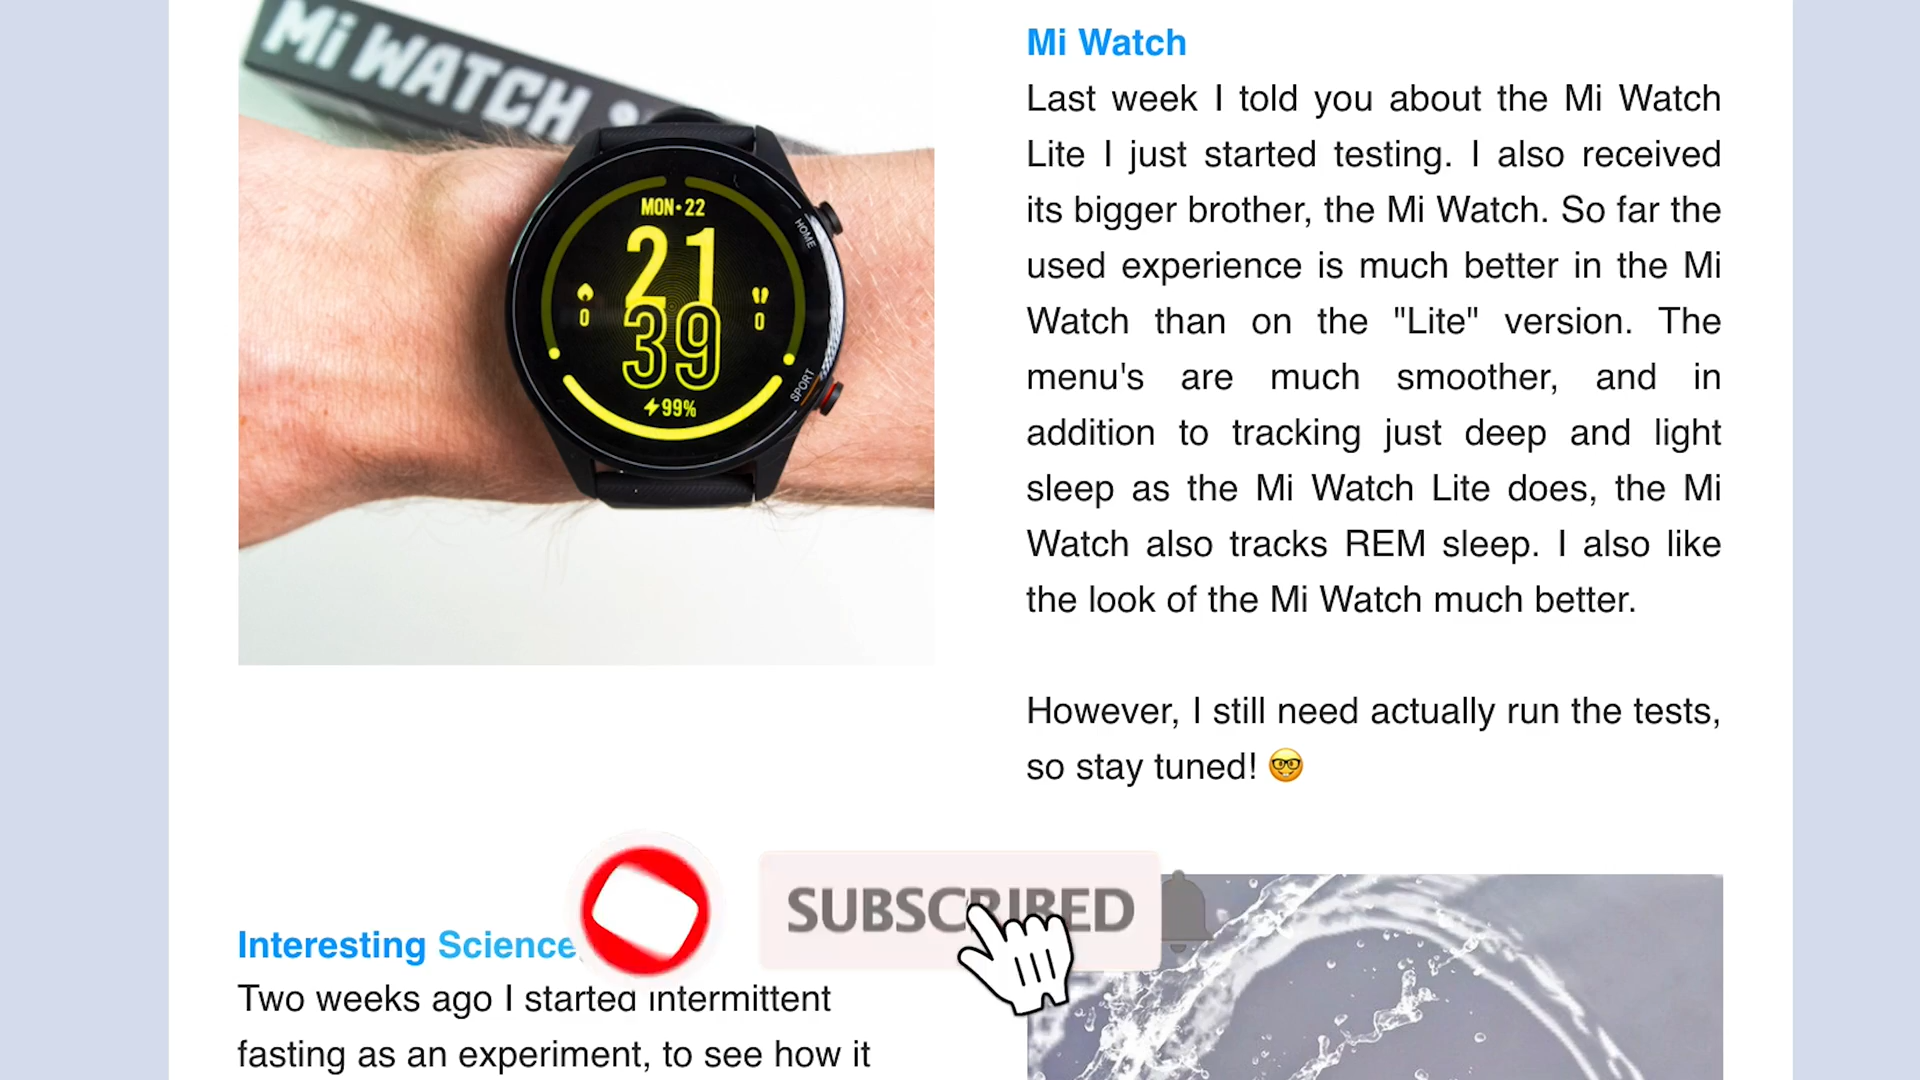 Mi WATCH
HOME
MON•22
21
39
0
0
SPORT
99%
Mi Watch
Last week I told you about the Mi Watch
Lite I just started testing. I also received
its bigger brother, the Mi Watch. So far the
used experience is much better in the Mi
Watch than on the "Lite" version. The
menu's are much smoother, and in
addition to tracking just deep and light
sleep as the Mi Watch Lite does, the Mi
Watch also tracks REM sleep. I also like
the look of the Mi Watch much better.
However, I still need actually run the tests,
so stay tuned! 🤓
SUBSCRIBED
Interesting Science
Two weeks ago I started intermittent
fasting as an experiment, to see how it